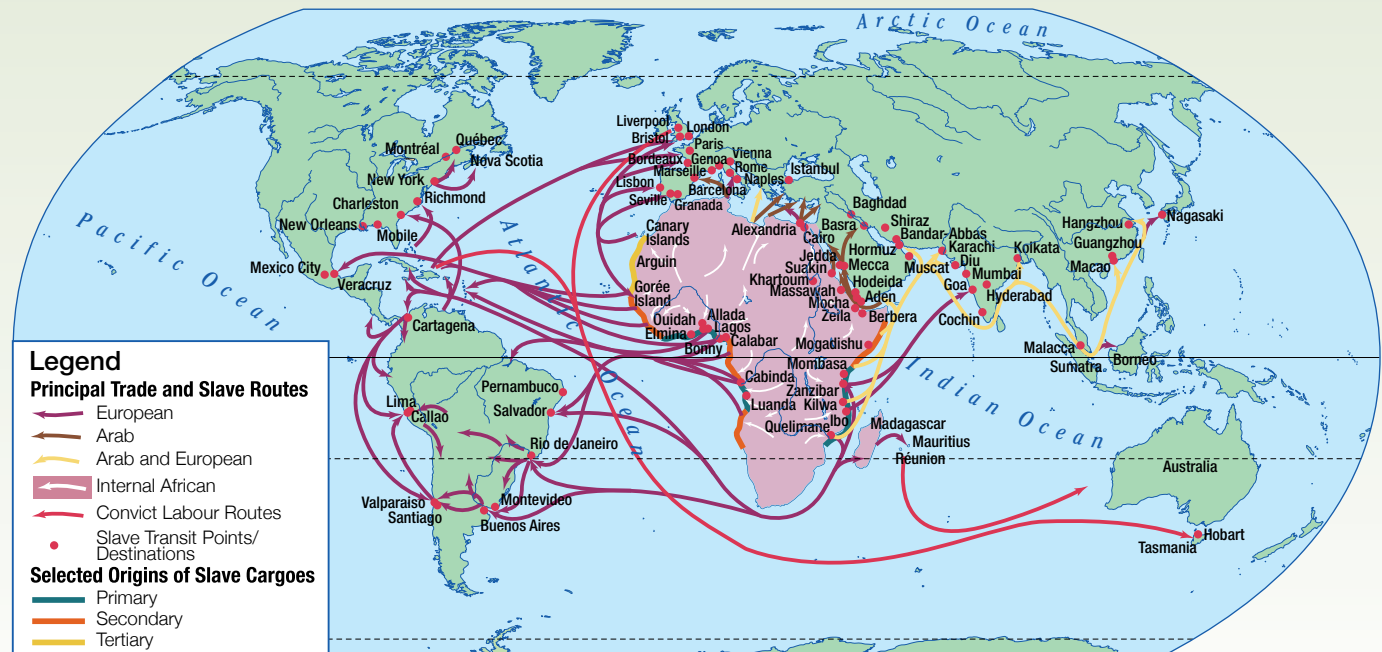 Arctic Ocean
Pacific Ocean
Atlantic Ocean
Indian Ocean
Québec
Montréal
Nova Scotia
New York
Richmond
Charleston
New Orleans
Mobile
Mexico City
Veracruz
Cartagena
Lima
Callao
Pernambuco
Salvador
Rio de Janeiro
Valparaiso
Santiago
Montevideo
Buenos Aires
Liverpool
London
Bristol
Paris
Bordeaux
Genoa
Vienna
Marseille
Rome
Istanbul
Lisbon
Barcelona
Naples
Seville
Granada
Canary
Islands
Arguin
Gorée
Island
Ouidah
Allada
Elmina
Lagos
Bonny
Calabar
Cabinda
Luanda
Alexandria
Cairo
Baghdad
Basra
Shiraz
Bandar-Abbas
Jedda
Hormuz
Suakin
Mecca
Muscat
Khartoum
Hodeida
Massawah
Aden
Mocha
Zeila
Berbera
Mogadishu
Mombasa
Zanzibar
Kilwa
Ibo
Quelimane
Madagascar
Mauritius
Réunion
Karachi
Diu
Mumbai
Goa
Hyderabad
Cochin
Kolkata
Hangzhou
Nagasaki
Guangzhou
Macao
Malacca
Sumatra
Borneo
Australia
Hobart
Tasmania
Legend
Principal Trade and Slave Routes
European
Arab
Arab and European
Internal African
Convict Labour Routes
Slave Transit Points/
Destinations
Selected Origins of Slave Cargoes
Primary
Secondary
Tertiary